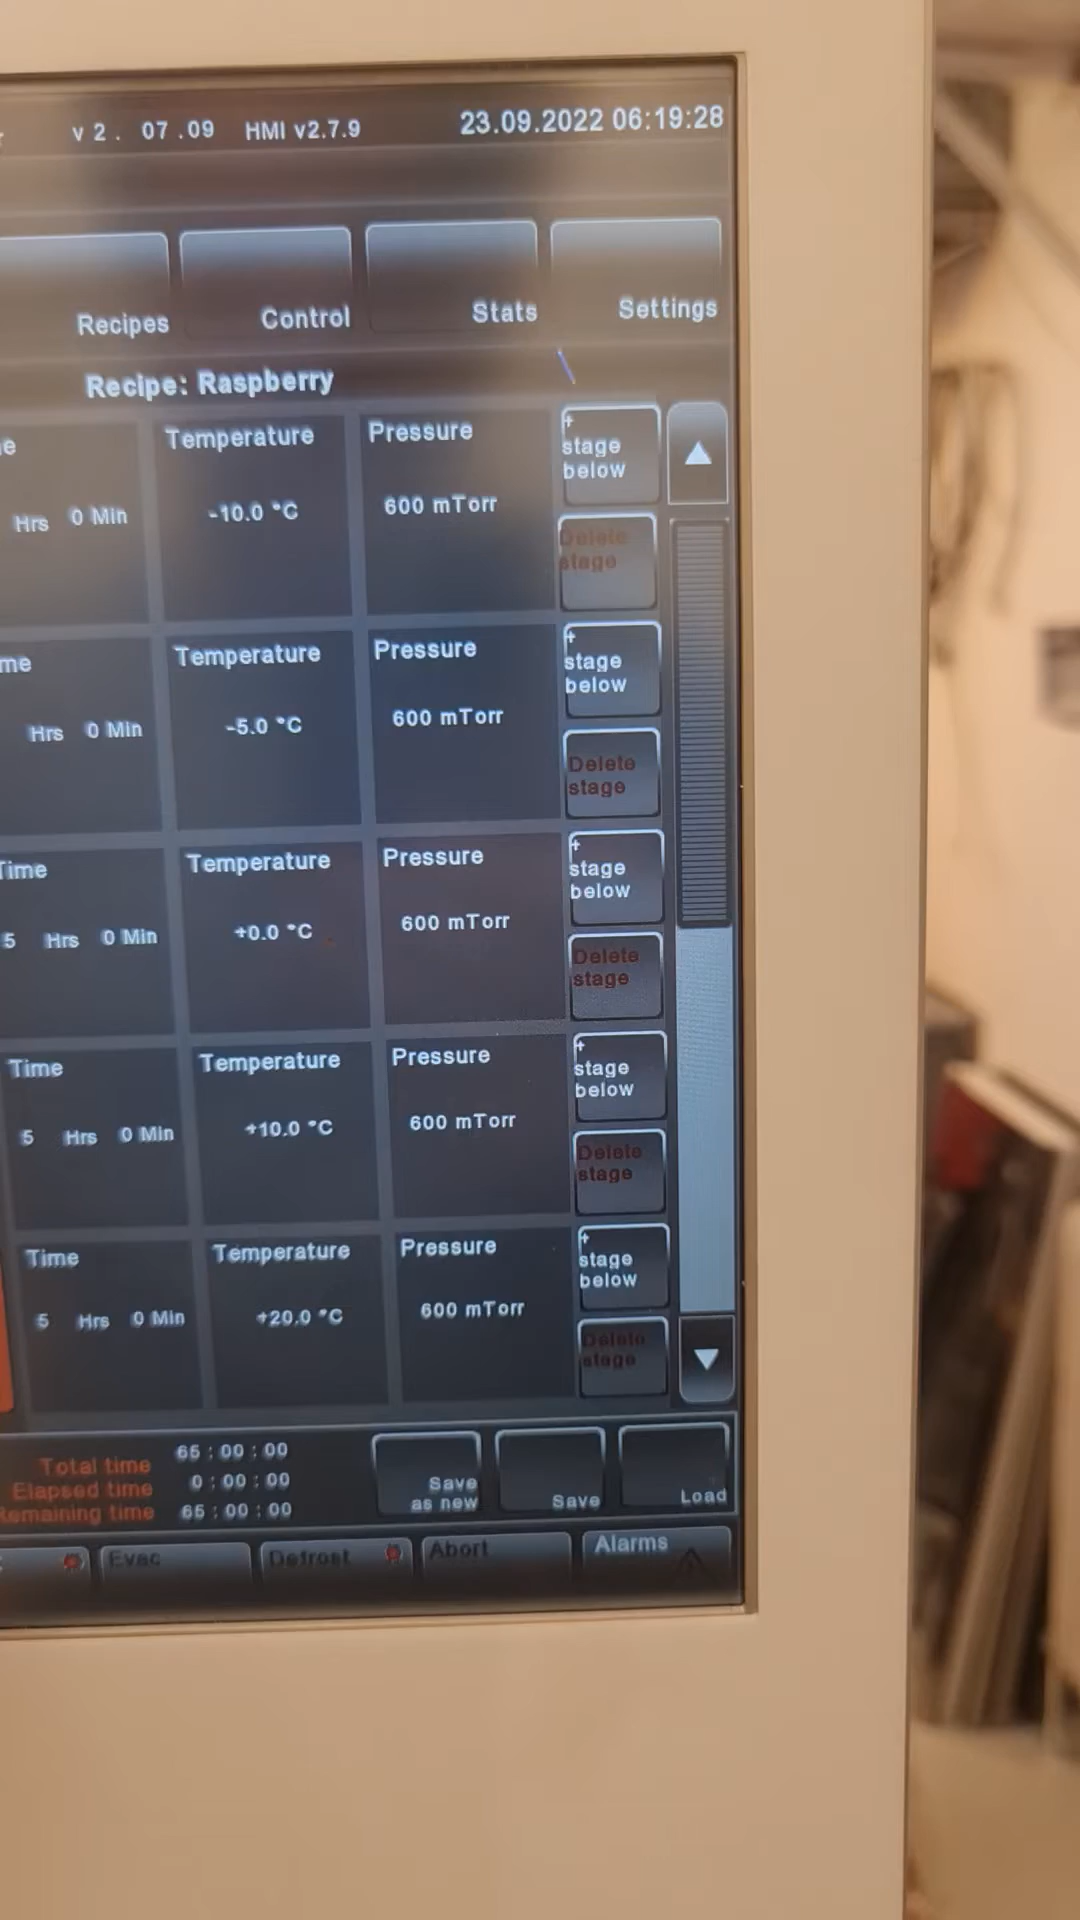 v 2. 07.09 HMI v2.7.9 23.09.2022 06:19:28
Recipes Control Stats Settings
Recipe: Raspberry
Temperature Pressure + stage below
Hrs 0 Min -10.0 °C 600 mTorr
Delete stage
Temperature Pressure + stage below
Hrs 0 Min -5.0 °C 600 mTorr
Delete stage
Time Temperature Pressure + stage below
5 Hrs 0 Min +0.0 °C 600 mTorr
Delete stage
Time Temperature Pressure + stage below
5 Hrs 0 Min +10.0 °C 600 mTorr
Delete stage
Time Temperature Pressure + stage below
5 Hrs 0 Min +20.0 °C 600 mTorr
Delete stage
Total time 65:00:00
Elapsed time 0:00:00
Remaining time 65:00:00
Save as new Save Load
Evac Defrost Abort Alarms